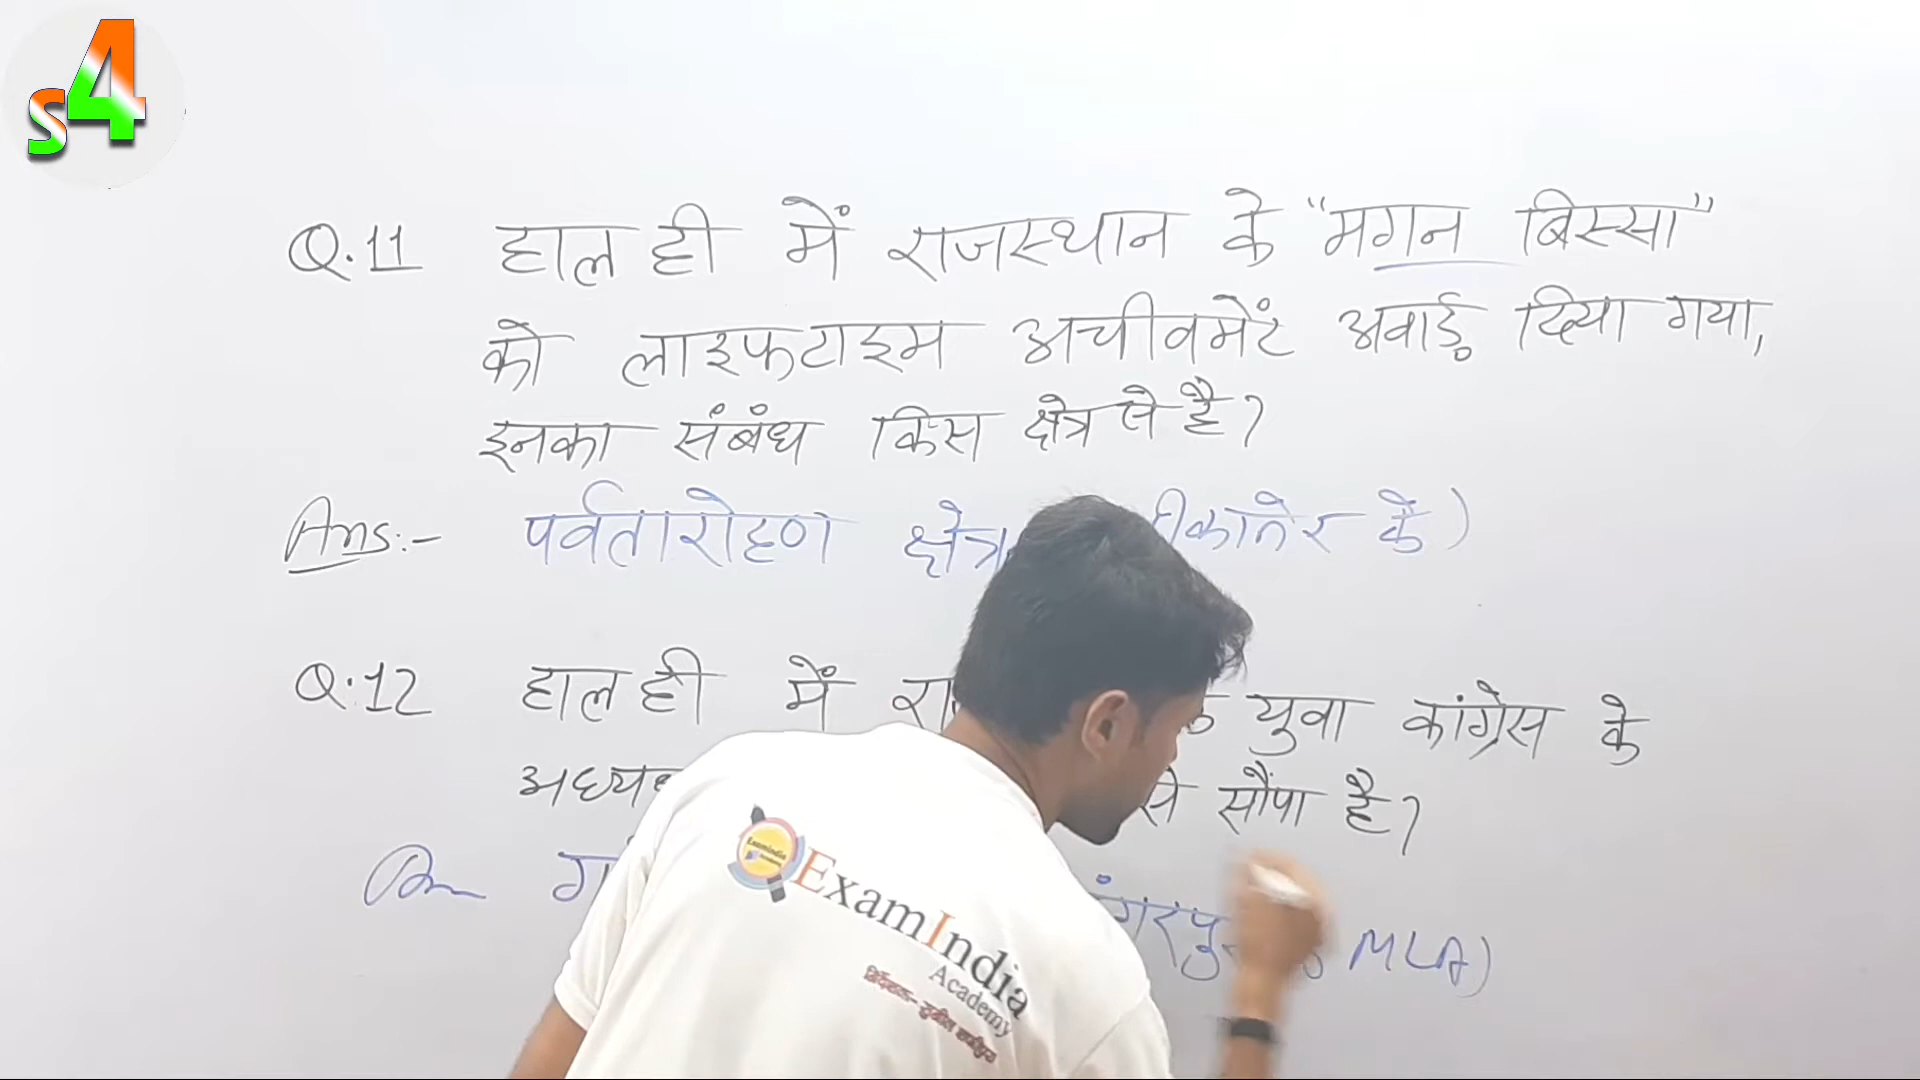 S4
Q.11 हाल ही में राजस्थान के "मगन बिस्सा"
को लाइफटाइम अचीवमेंट अवार्ड़ दिया गया,
इनका संबंध किस क्षेत्र से है?
Ans:- पर्वतारोहण क्षेत्र के)
Q.12 हाल ही में युवा कांग्रेस के
सौंपा है?
MLA)
ExamIndia
Academy